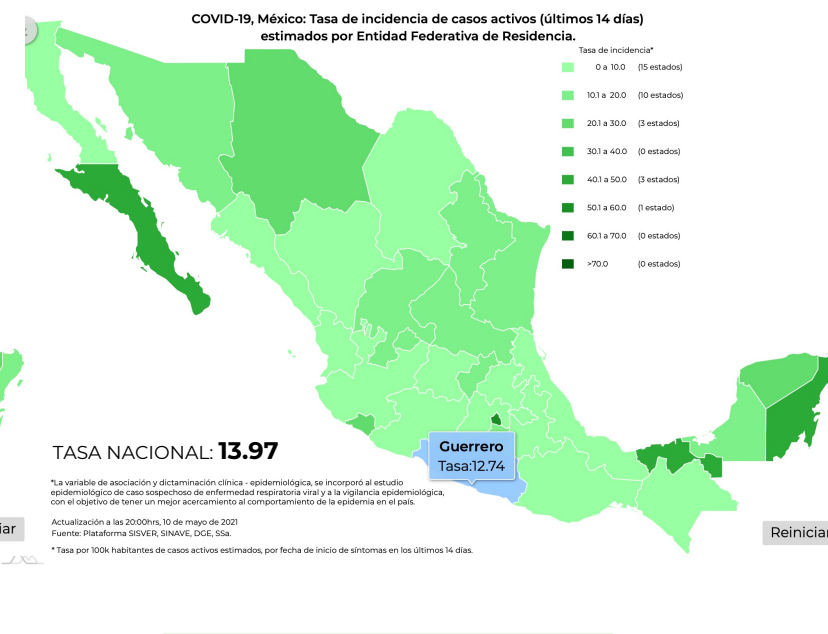 COVID-19, México: Tasa de incidencia de casos activos (últimos 14 días)
estimados por Entidad Federativa de Residencia.
Tasa de incidencia*
0 a 10.0 (15 estados)
10.1 a 20.0 (10 estados)
20.1 a 30.0 (3 estados)
30.1 a 40.0 (0 estados)
40.1 a 50.0 (3 estados)
50.1 a 60.0 (1 estado)
60.1 a 70.0 (0 estados)
>70.0 (0 estados)
Guerrero
Tasa:12.74
TASA NACIONAL: 13.97
*La variable de asociación y dictaminación clínica - epidemiológica, se incorporó al estudio
epidemiológico de caso sospechoso de enfermedad respiratoria viral y a la vigilancia epidemiológica,
con el objetivo de tener un mejor acercamiento al comportamiento de la epidemia en el país.
Actualización a las 20:00hrs, 10 de mayo de 2021
Fuente: Plataforma SISVER, SINAVE, DGE, SSa.
* Tasa por 100k habitantes de casos activos estimados, por fecha de inicio de síntomas en los últimos 14 días.
iar
Reiniciar